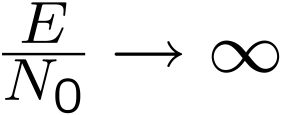 E/N₀ → ∞